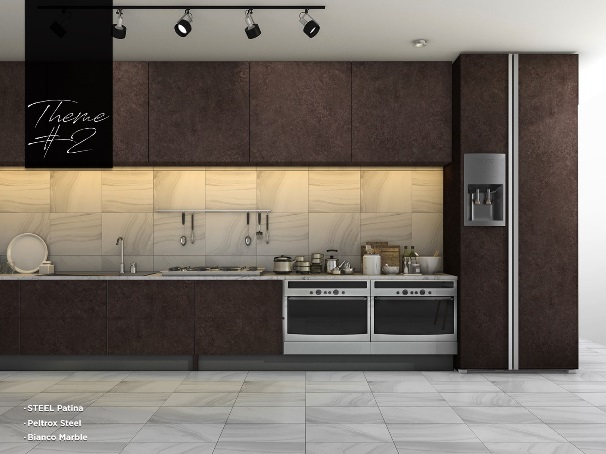 Theme
#2
· STEEL Patina
· Peltrox Steel
· Bianco Marble